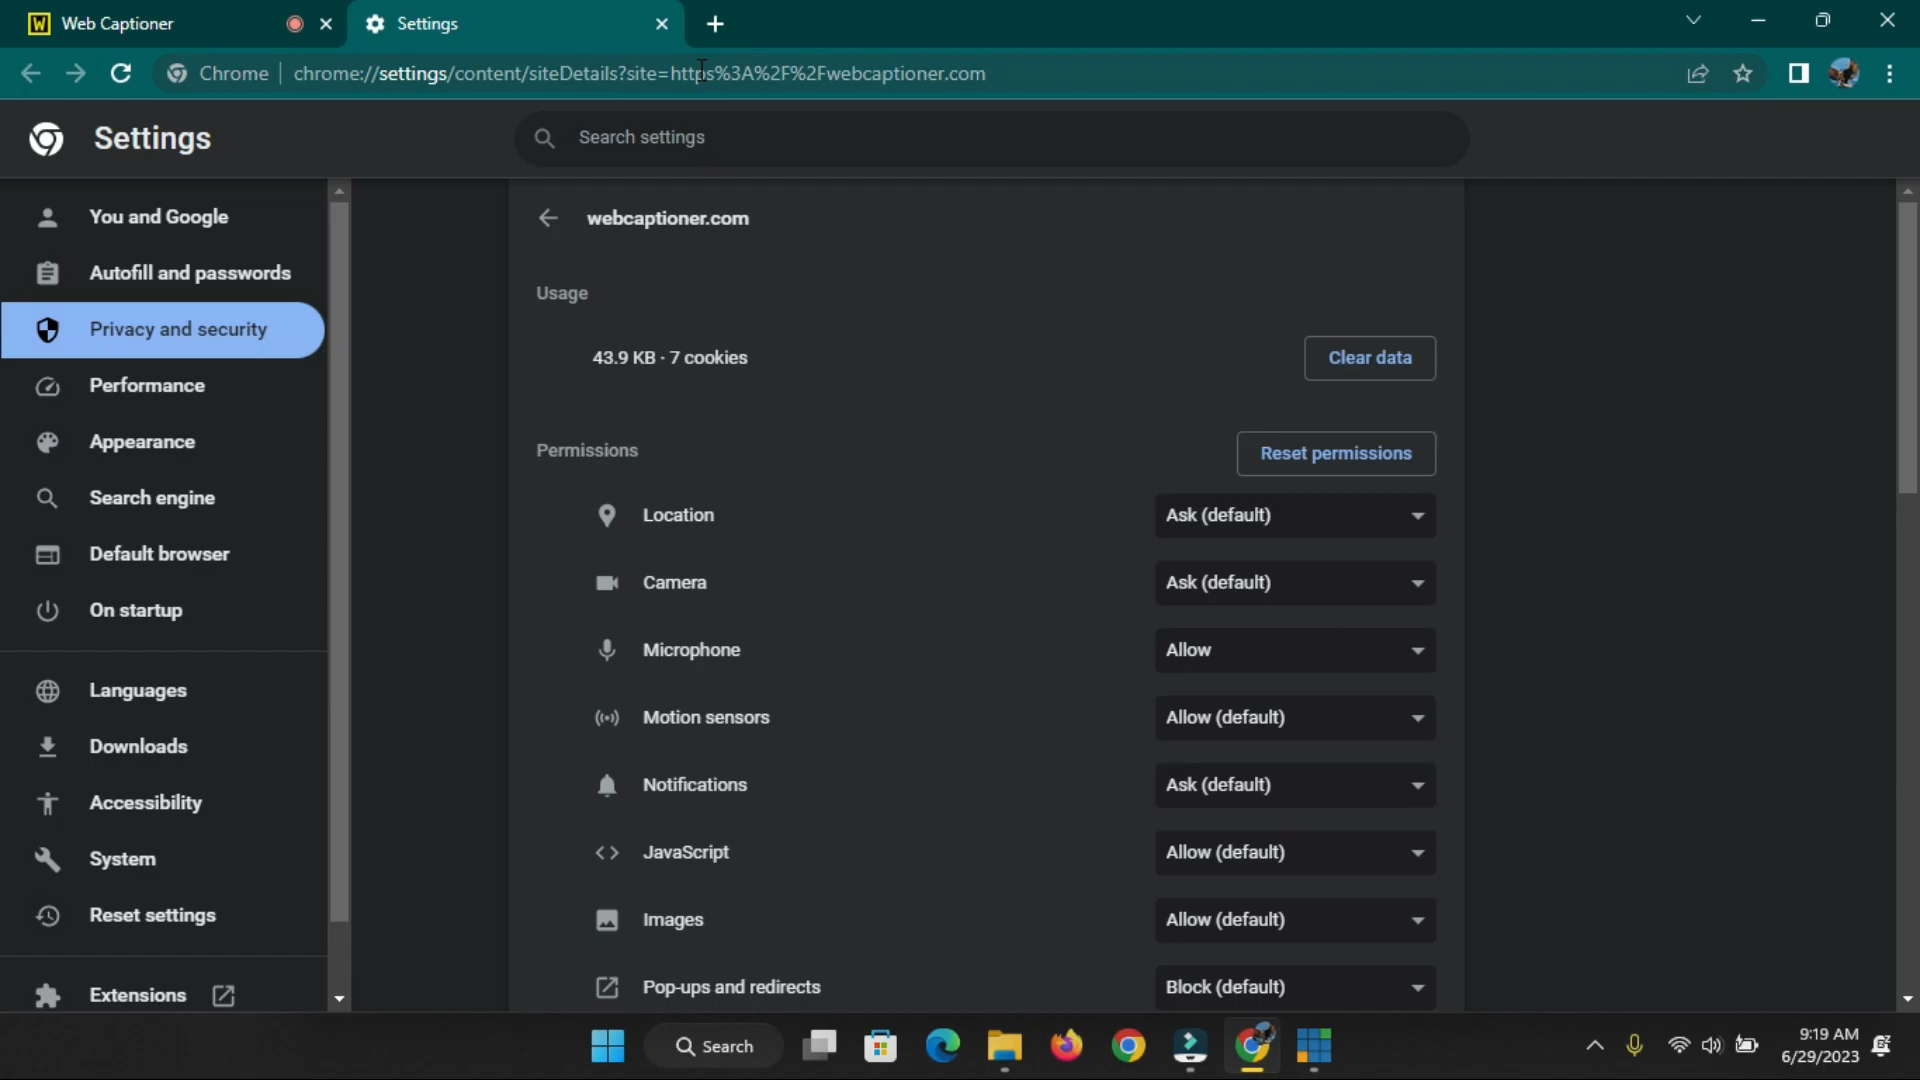 Web Captioner
Settings
Chrome
chrome://settings/content/siteDetails?site=https%3A%2F%2Fwebcaptioner.com
Settings
Search settings
You and Google
Autofill and passwords
Privacy and security
Performance
Appearance
Search engine
Default browser
On startup
Languages
Downloads
Accessibility
System
Reset settings
Extensions
webcaptioner.com
Usage
43.9 KB · 7 cookies
Clear data
Permissions
Reset permissions
Location
Ask (default)
Camera
Ask (default)
Microphone
Allow
Motion sensors
Allow (default)
Notifications
Ask (default)
JavaScript
Allow (default)
Images
Allow (default)
Pop-ups and redirects
Block (default)
Search
9:19 AM
6/29/2023